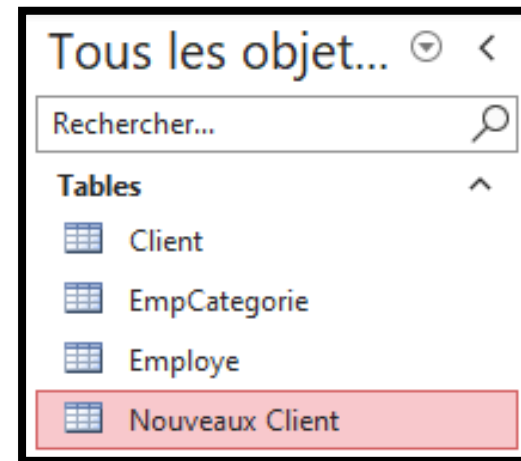 Tous les objet...
Rechercher...
Tables
Client
EmpCategorie
Employe
Nouveaux Client